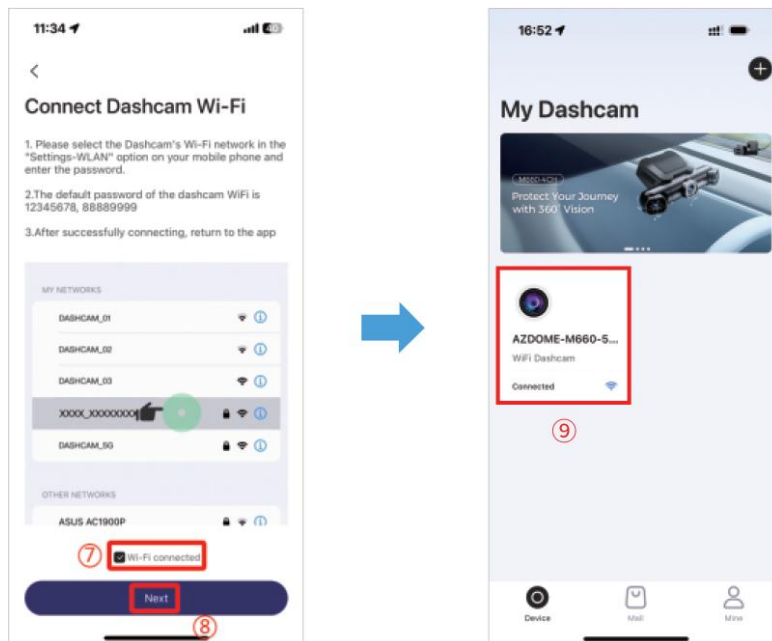 11:34
40
Connect Dashcam Wi-Fi
1. Please select the Dashcam's Wi-Fi network in the
"Settings-WLAN" option on your mobile phone and
enter the password.
2.The default password of the dashcam WiFi is
12345678, 88889999
3.After successfully connecting, return to the app
MY NETWORKS
DASHCAM_01
DASHCAM_02
DASHCAM_03
XXXX_XXXXXXXX
DASHCAM_5G
OTHER NETWORKS
ASUS AC1900P
⑦ Wi-Fi connected
Next
⑧
16:52
My Dashcam
M660 4CH
Protect Your Journey
with 360° Vision
AZDOME-M660-5...
WiFi Dashcam
Connected
⑨
Device Mall Mine